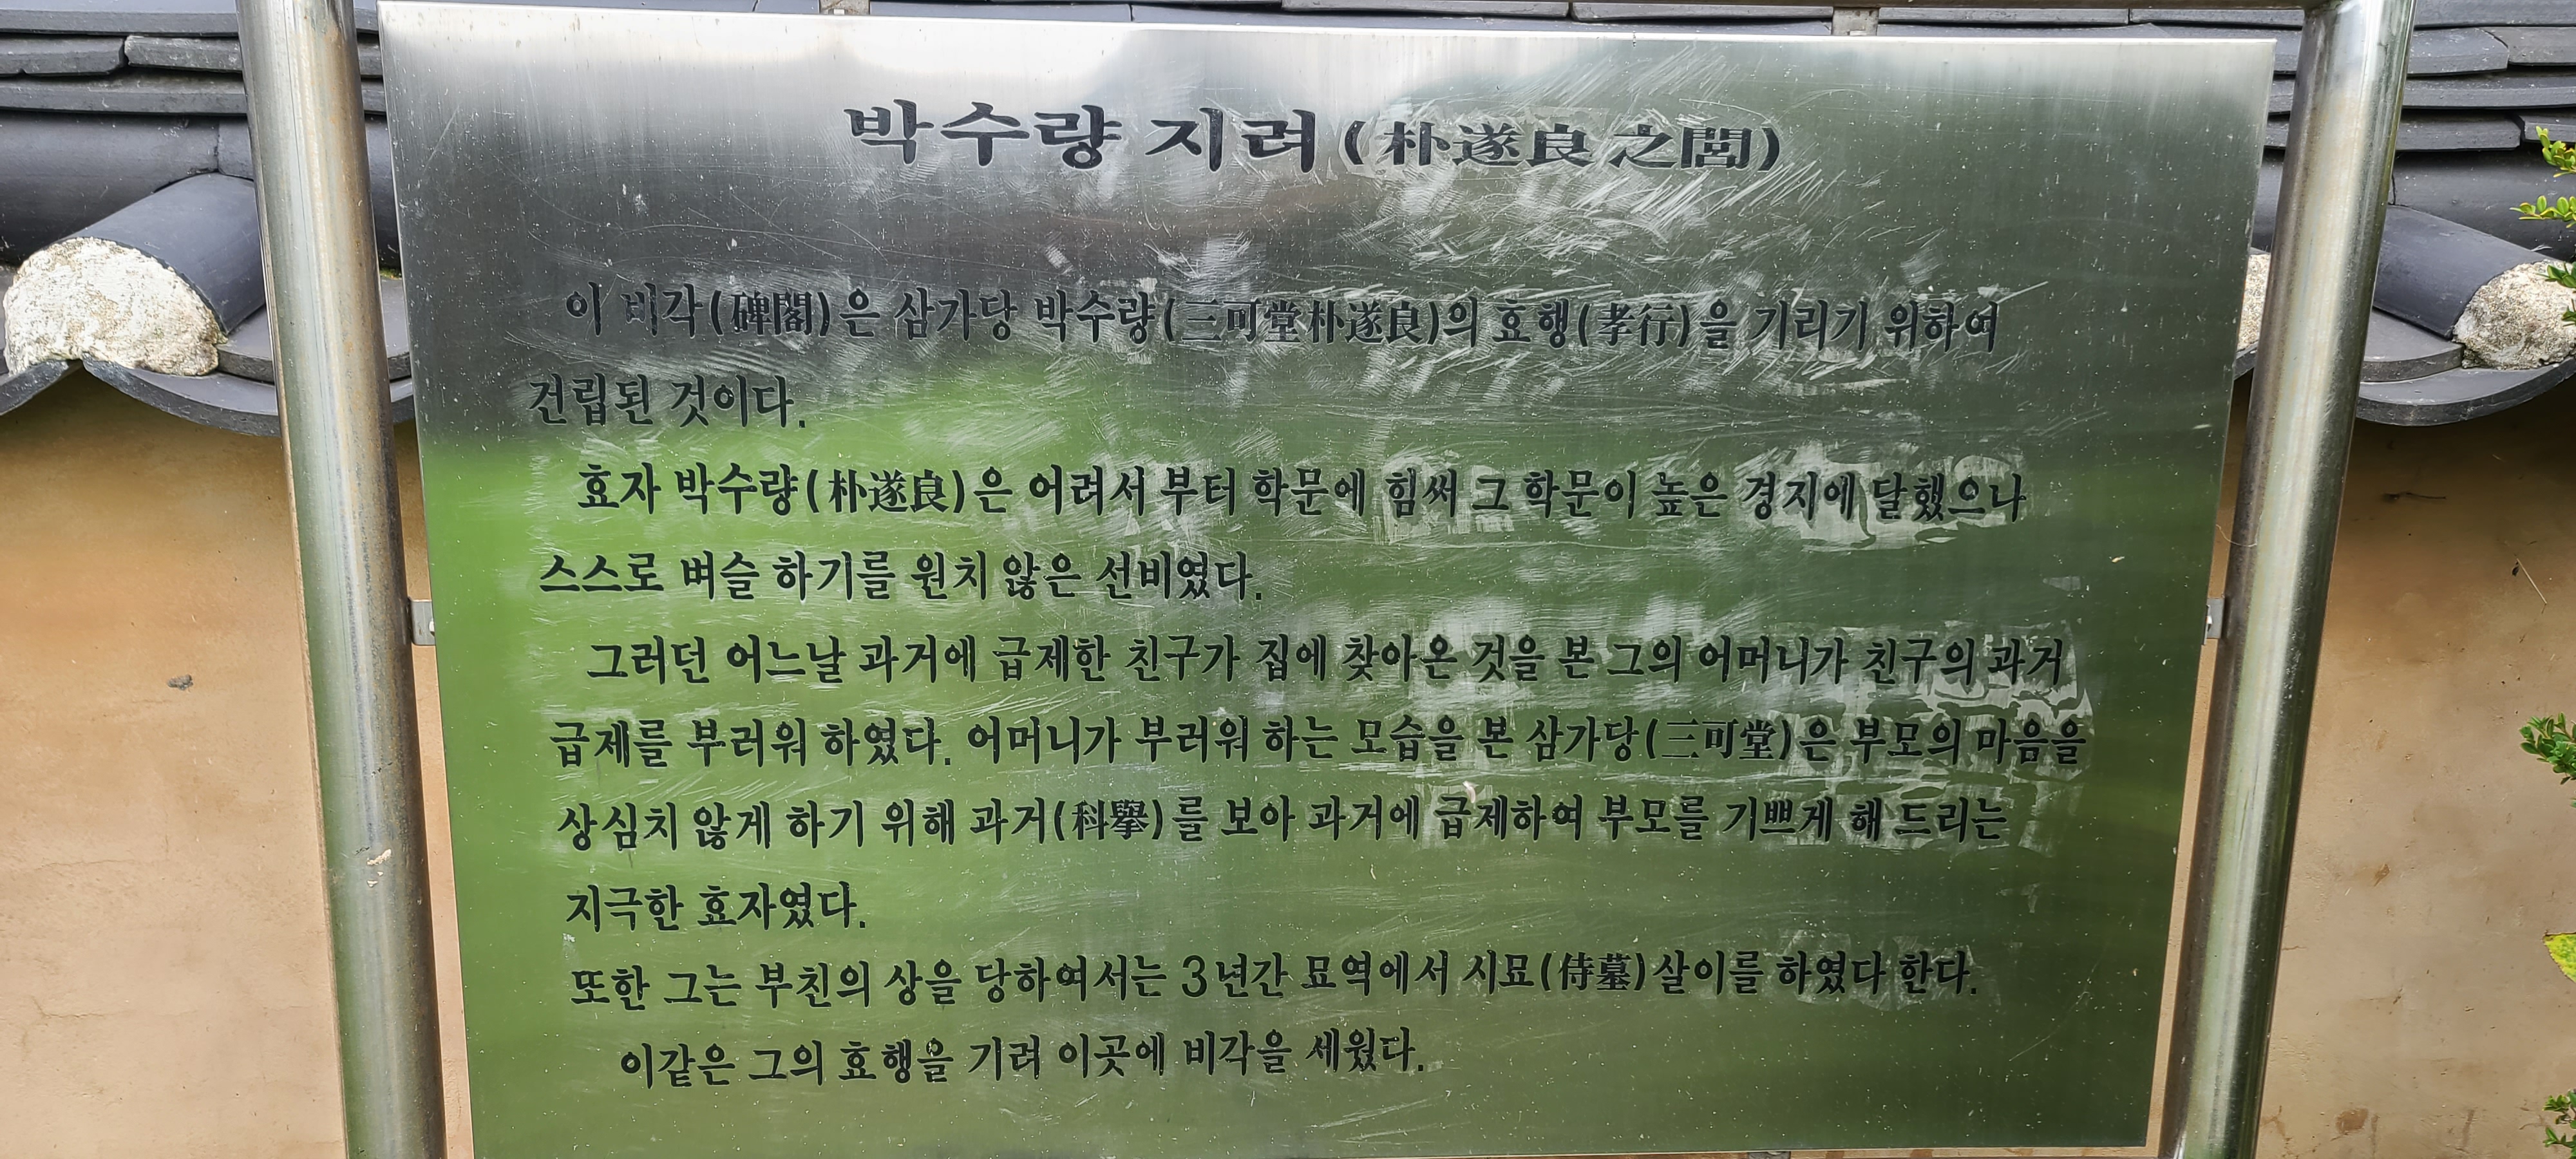 박수량 지려(朴遂良之閭)
이 비각(碑閣)은 삼가당 박수량(三可堂朴遂良)의 효행(孝行)을 기리기 위하여
건립된 것이다.
효자 박수량(朴遂良)은 어려서 부터 학문에 힘써 그 학문이 높은 경지에 달했으나
스스로 벼슬 하기를 원치 않은 선비였다.
그러던 어느날 과거에 급제한 친구가 집에 찾아온 것을 본 그의 어머니가 친구의 과거
급제를 부러워 하였다. 어머니가 부러워 하는 모습을 본 삼가당(三可堂)은 부모의 마음을
상심치 않게 하기 위해 과거(科擧)를 보아 과거에 급제하여 부모를 기쁘게 해 드리는
지극한 효자였다.
또한 그는 부친의 상을 당하여서는 3년간 묘역에서 시묘(侍墓)살이를 하였다 한다.
이같은 그의 효행을 기려 이곳에 비각을 세웠다.